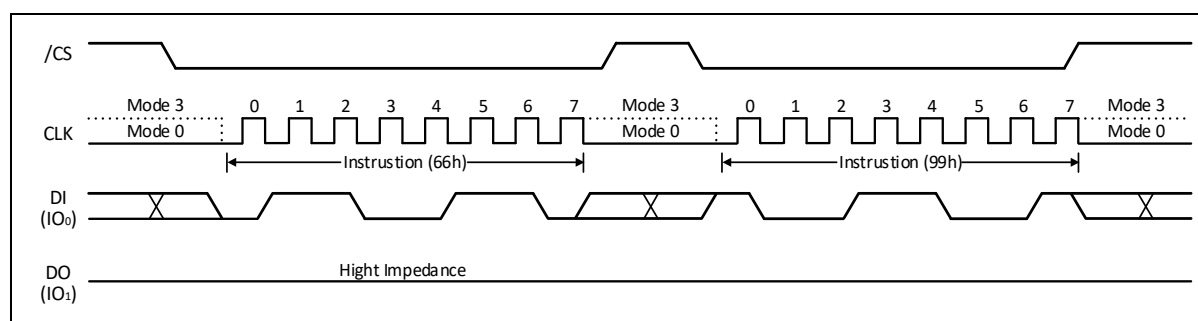 /CS
Mode 3 0 1 2 3 4 5 6 7 Mode 3 0 1 2 3 4 5 6 7 Mode 3
CLK Mode 0 Mode 0 Mode 0
Instrustion (66h) Instrustion (99h)
DI
(IO₀)
DO Hight Impedance
(IO₁)